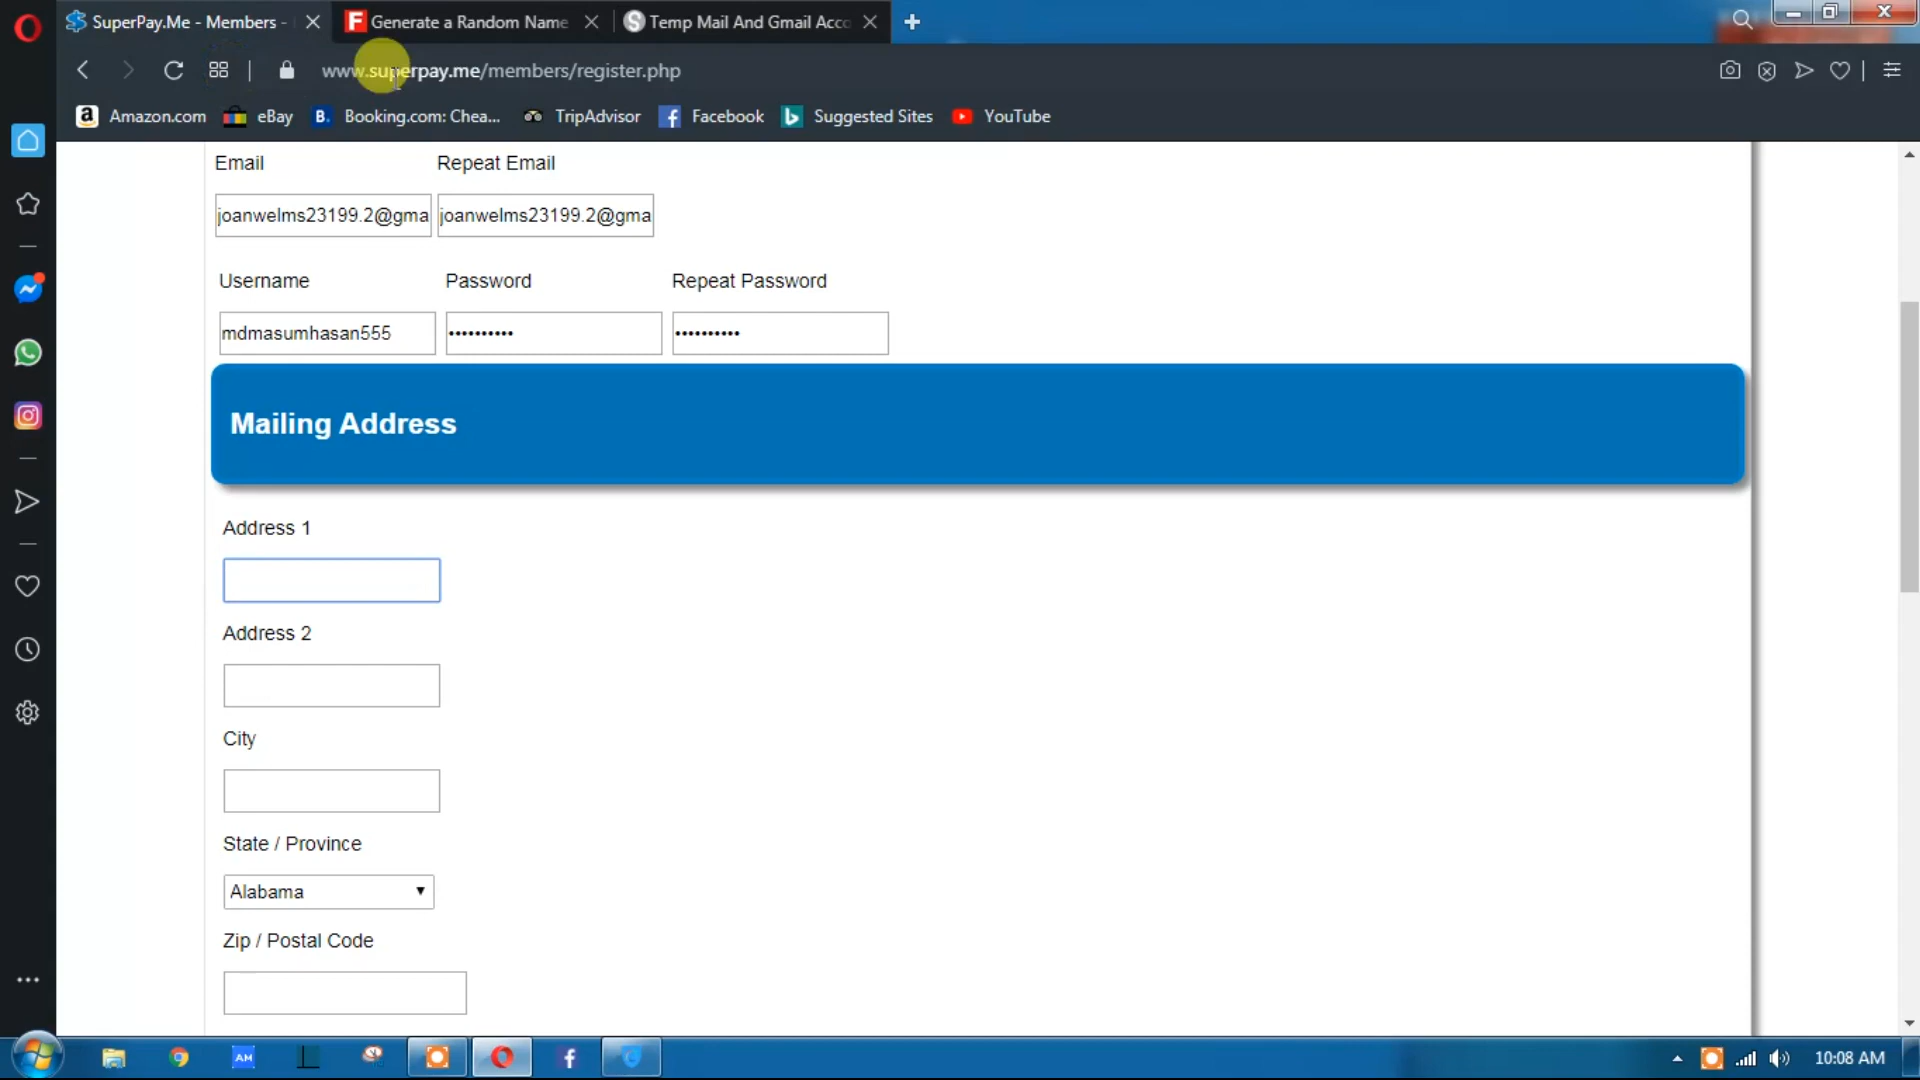 SuperPay.Me - Members -
Generate a Random Name
Temp Mail And Gmail Acco
www.superpay.me/members/register.php
Amazon.com
eBay
Booking.com: Chea...
TripAdvisor
Facebook
Suggested Sites
YouTube
Email
Repeat Email
joanwelms23199.2@gma
joanwelms23199.2@gma
Username
Password
Repeat Password
mdmasumhasan555
Mailing Address
Address 1
Address 2
City
State / Province
Alabama
Zip / Postal Code
AM
10:08 AM